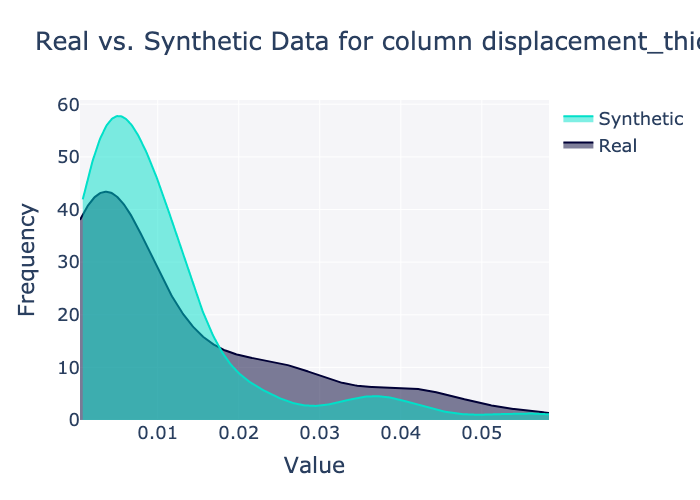 Real vs. Synthetic Data for column displacement_thi
Synthetic
Real
60
50
40
30
20
10
0
Frequency
0.01 0.02 0.03 0.04 0.05
Value